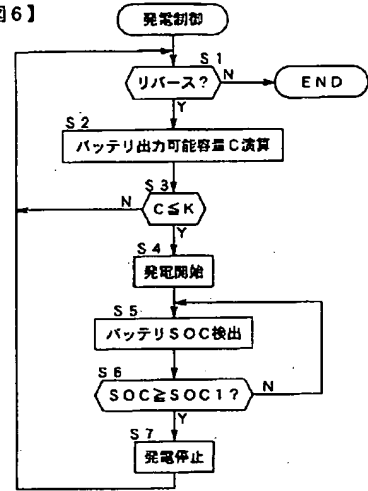 図6】
発電制御
S1
リバース?
N
END
Y
S2
バッテリ出力可能容量C演算
S3
N
C≦K
Y
S4
発電開始
S5
バッテリSOC検出
S6
SOC≧SOC1?
N
Y
S7
発電停止